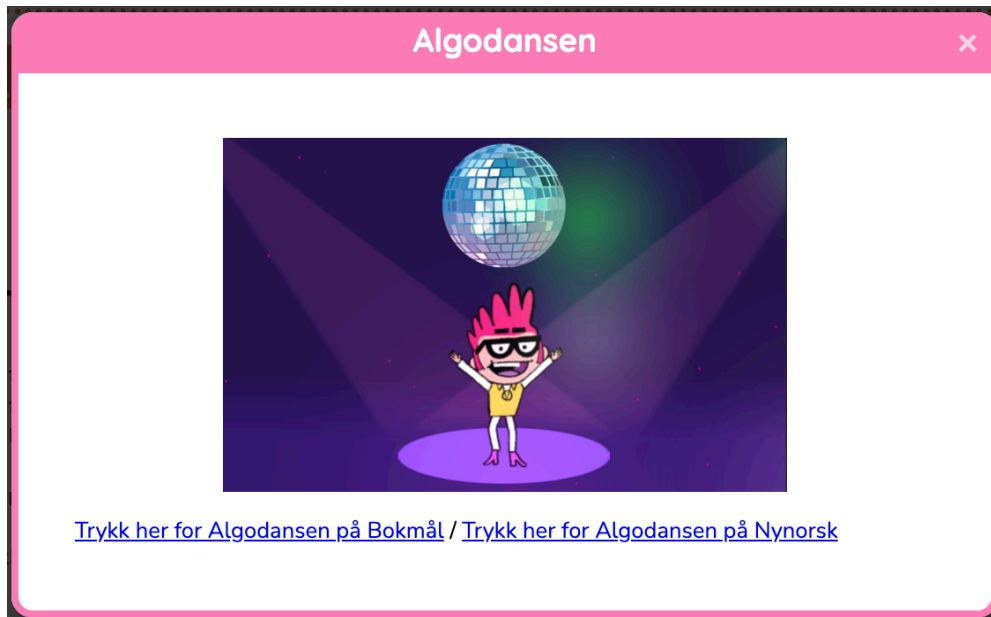 Algodansen
×
Trykk her for Algodansen på Bokmål / Trykk her for Algodansen på Nynorsk